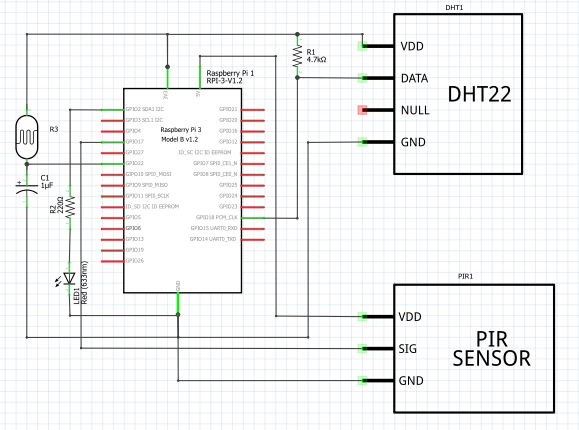 DHT1
VDD
DATA
NULL
GND
DHT22
R1
4.7kΩ
Raspberry Pi 1
RPI-3-V1.2
3V3
5V
Raspberry Pi 3
Model B v1.2
GPIO2 SDA1 I2C
GPIO3 SCL1 I2C
GPIO4
GPIO17
GPIO27
GPIO22
GPIO10 SPI0_MOSI
GPIO9 SPI0_MISO
GPIO11 SPI0_SCLK
ID_SD I2C ID EEPROM
GPIO5
GPIO6
GPIO13
GPIO19
GPIO26
GPIO21
GPIO20
GPIO16
GPIO12
ID_SC I2C ID EEPROM
GPIO7 SPI0_CE1_N
GPIO8 SPI0_CE0_N
GPIO25
GPIO24
GPIO23
GPIO18 PCM_CLK
GPIO15 UART0_RXD
GPIO14 UART0_TXD
GND
R3
C1
1µF
R2
220Ω
LED1
Red (633nm)
PIR1
VDD
SIG
GND
PIR
SENSOR